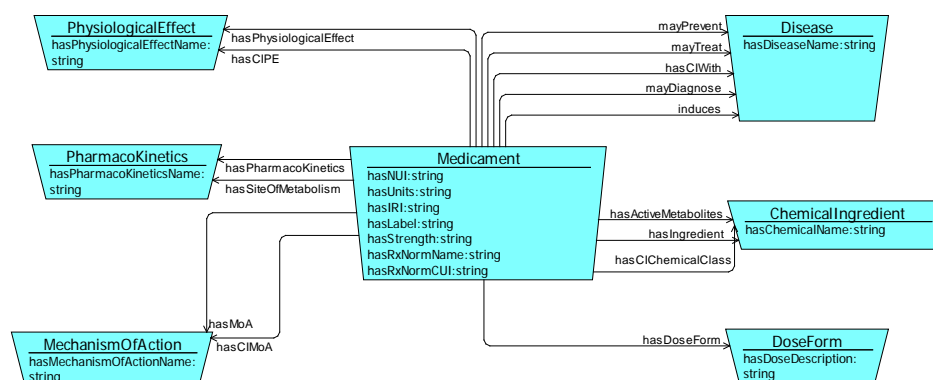 PhysiologicalEffect
hasPhysiologicalEffectName:
string
hasPhysiologicalEffect
hasCIPE
mayPrevent
mayTreat
hasCIWith
mayDiagnose
induces
Disease
hasDiseaseName:string
PharmacoKinetics
hasPharmacoKineticsName:
string
hasPharmacoKinetics
hasSiteOfMetabolism
Medicament
hasNUI:string
hasUnits:string
hasIRI:string
hasLabel:string
hasStrength:string
hasRxNormName:string
hasRxNormCUI:string
hasActiveMetabolites
hasIngredient
hasCIChemicalClass
ChemicalIngredient
hasChemicalName:string
hasMoA
hasCIMoA
MechanismOfAction
hasMechanismOfActionName:
string
hasDoseForm
DoseForm
hasDoseDescription:
string